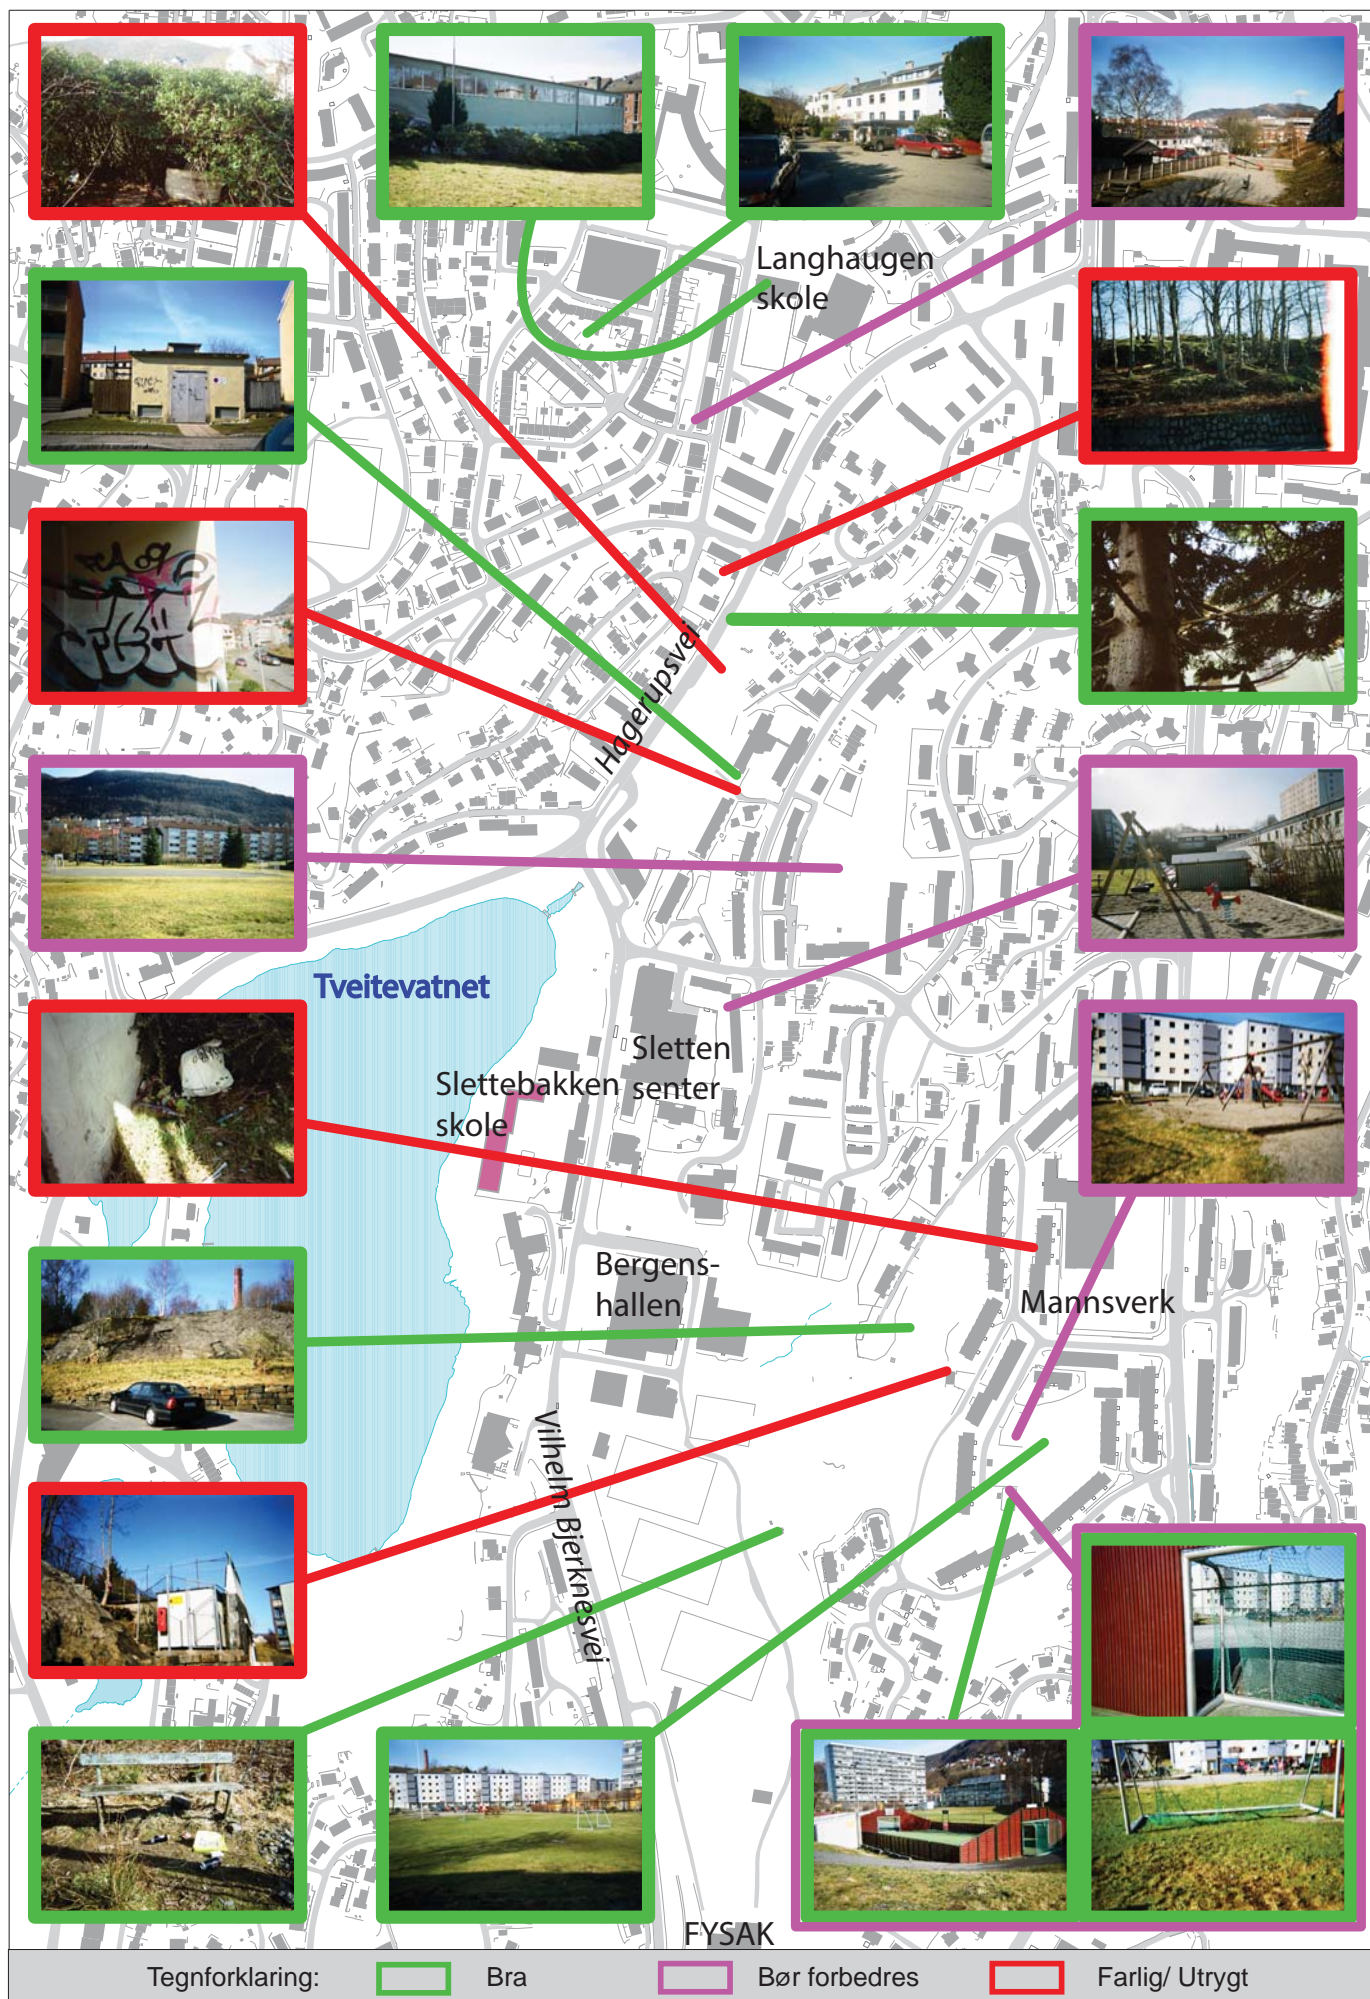 Langhaugen
skole
Hagerupsvei
Tveitevatnet
Sletten
senter
Slettebakken
skole
Bergens-
hallen
Mannsverk
Vilhelm Bjerknesvei
FYSAK
Tegnforklaring:
Bra
Bør forbedres
Farlig/ Utrygt